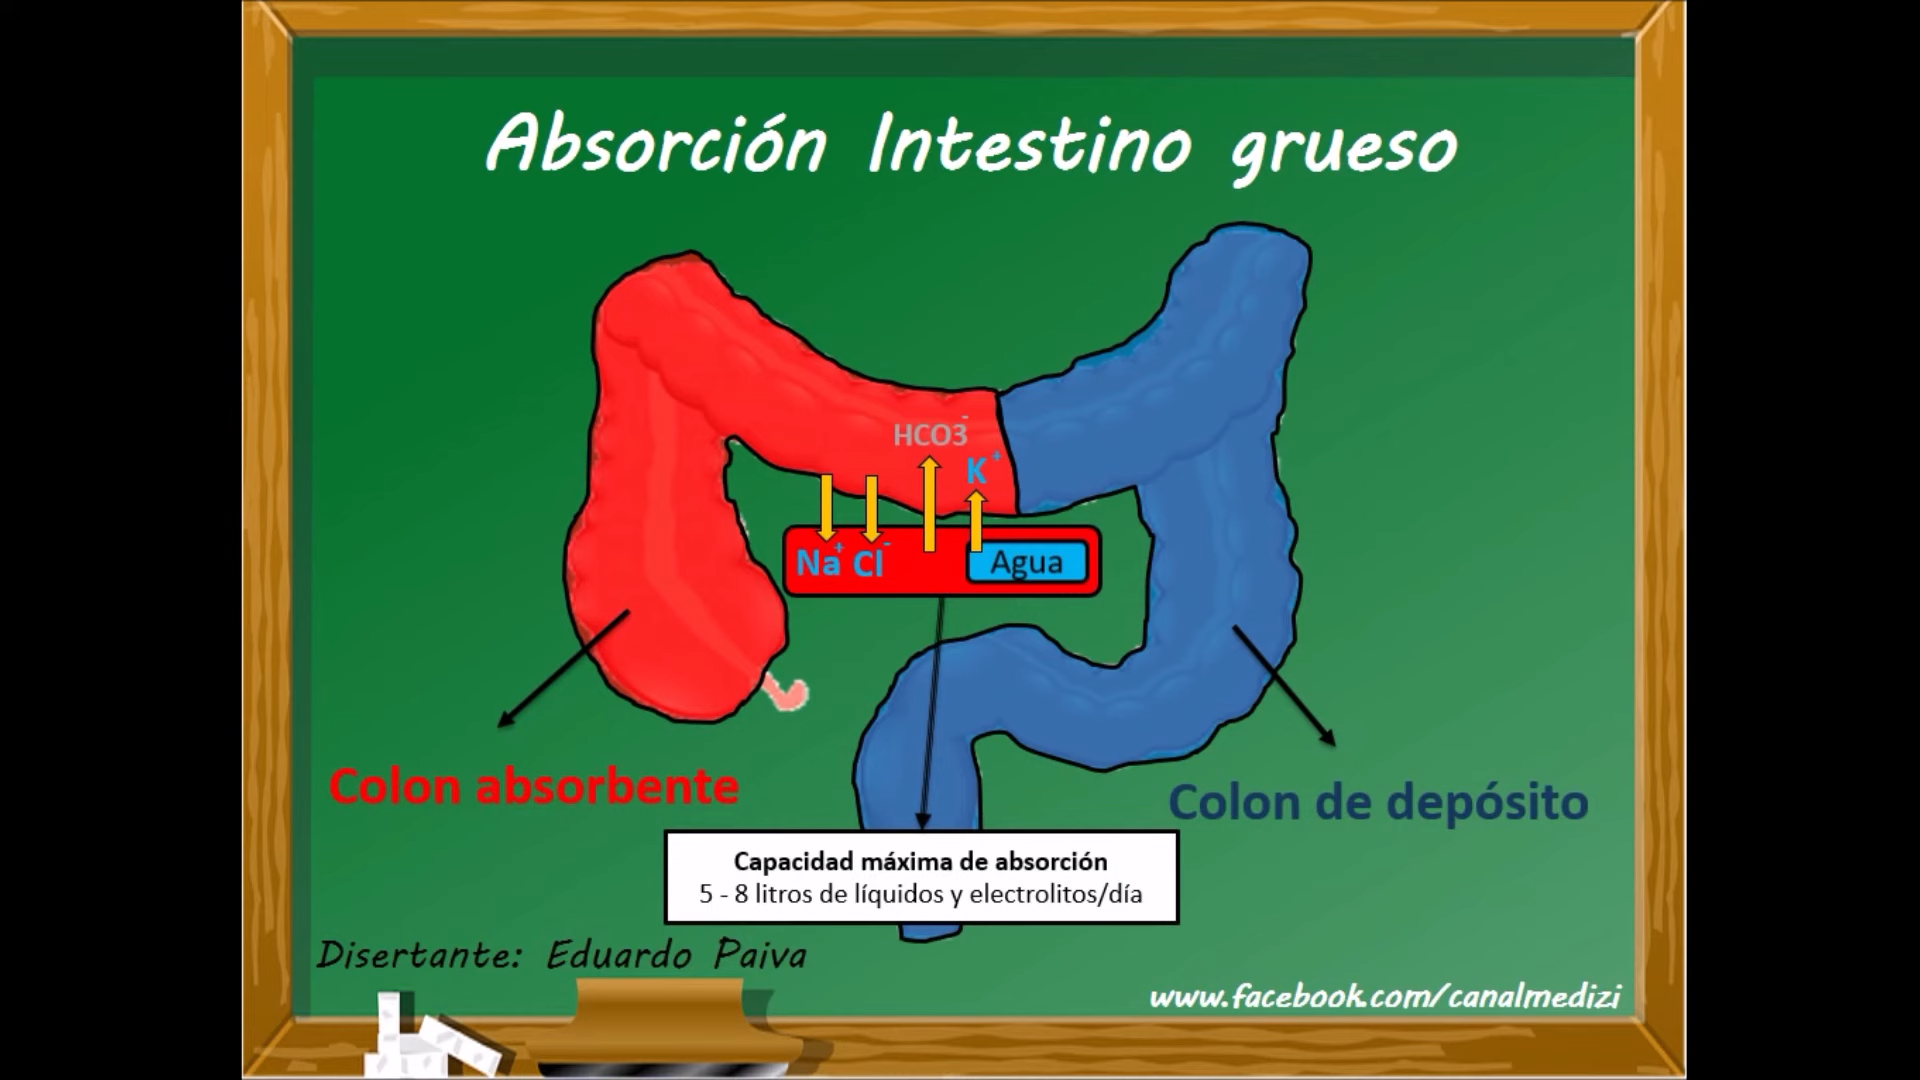 Absorción Intestino grueso
HCO3-
K+
Na+ Cl-
Agua
Colon absorbente
Colon de depósito
Capacidad máxima de absorción
5 - 8 litros de líquidos y electrolitos/día
Disertante: Eduardo Paiva
www.facebook.com/canalmedizi